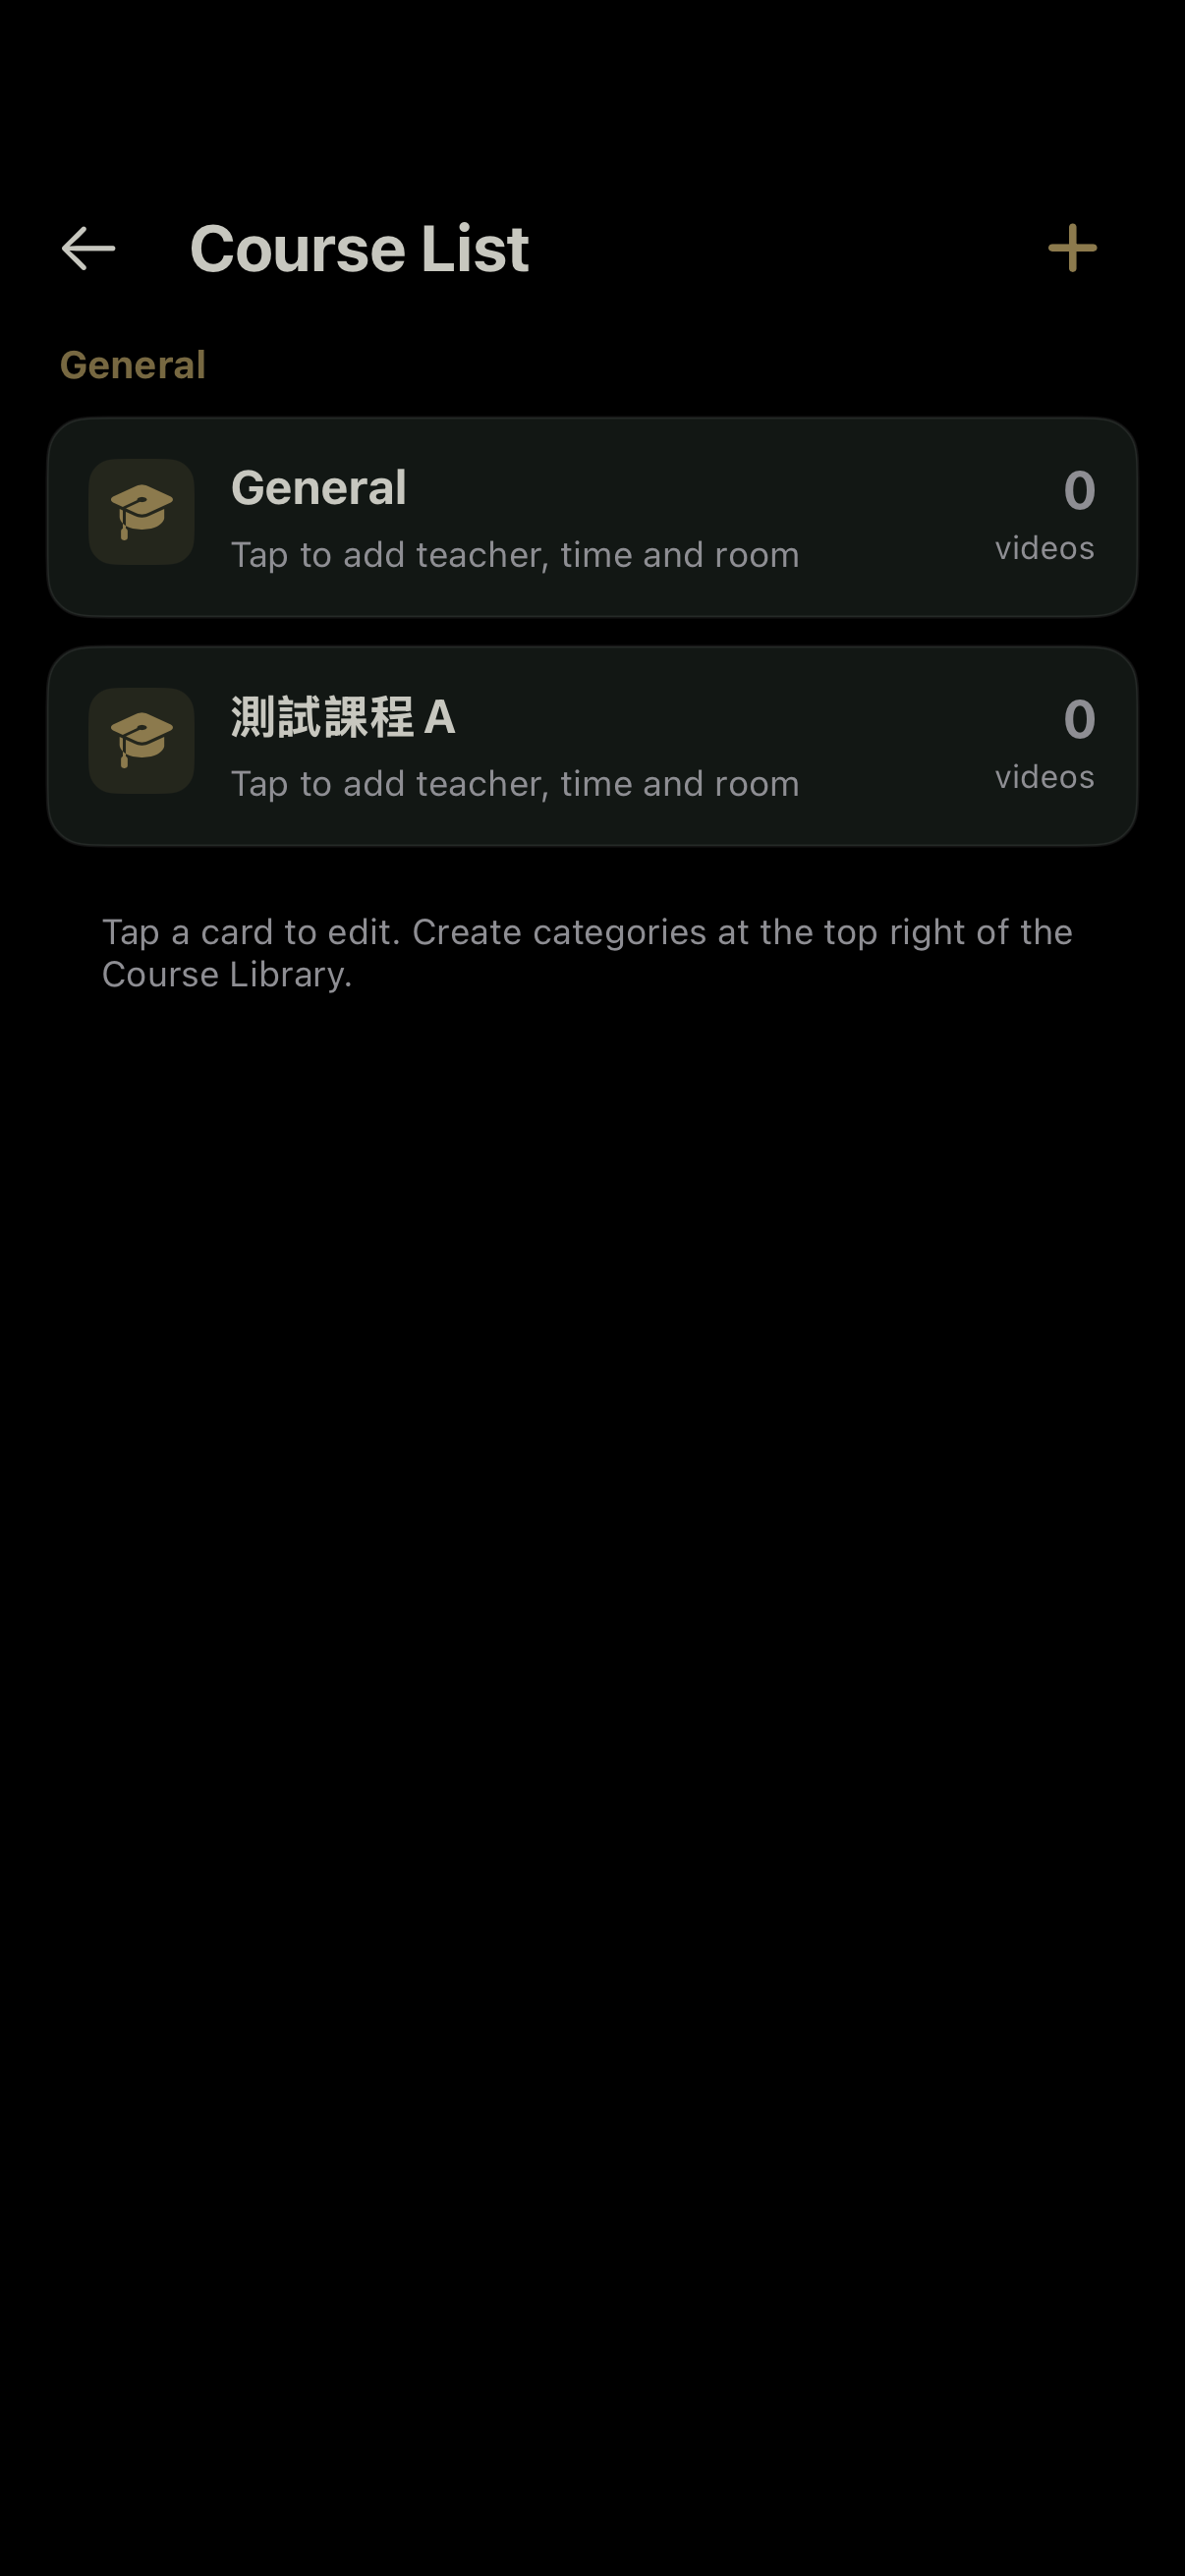 Course List
General
General
0
Tap to add teacher, time and room
videos
測試課程 A
0
Tap to add teacher, time and room
videos
Tap a card to edit. Create categories at the top right of the
Course Library.